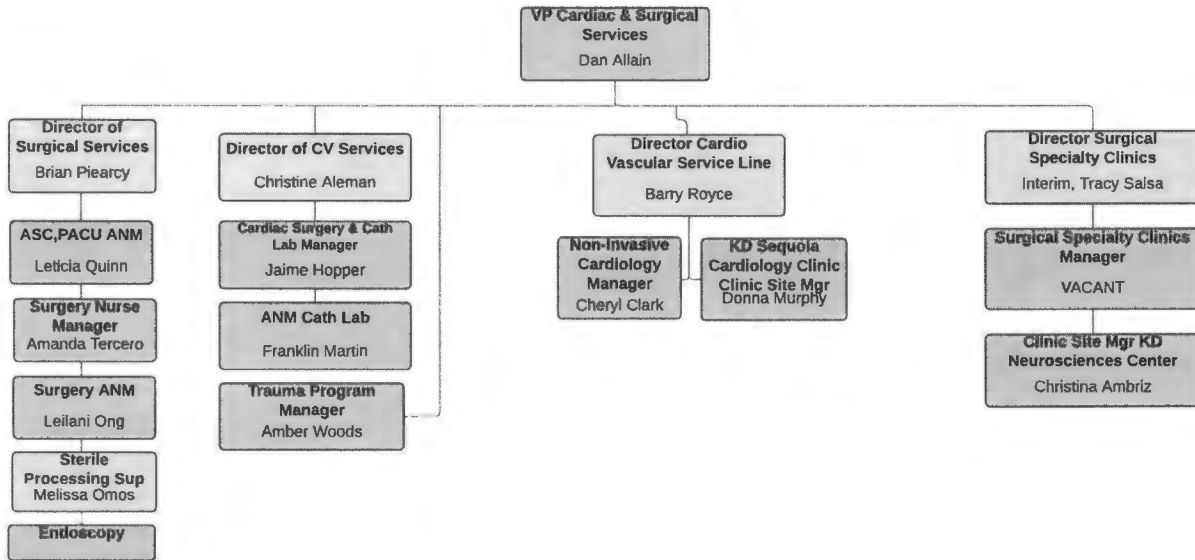 VP Cardiac & Surgical
Services
Dan Allain
Director of
Surgical Services
Brian Piearcy
ASC,PACU ANM
Leticia Quinn
Surgery Nurse
Manager
Amanda Tercero
Surgery ANM
Leilani Ong
Sterile
Processing Sup
Melissa Omos
Endoscopy
Director of CV Services
Christine Aleman
Cardiac Surgery & Cath
Lab Manager
Jaime Hopper
ANM Cath Lab
Franklin Martin
Trauma Program
Manager
Amber Woods
Director Cardio
Vascular Service Line
Barry Royce
Non-Invasive
Cardiology
Manager
Cheryl Clark
KD Sequoia
Cardiology Clinic
Clinic Site Mgr
Donna Murphy
Director Surgical
Specialty Clinics
Interim, Tracy Salsa
Surgical Specialty Clinics
Manager
VACANT
Clinic Site Mgr KD
Neurosciences Center
Christina Ambriz